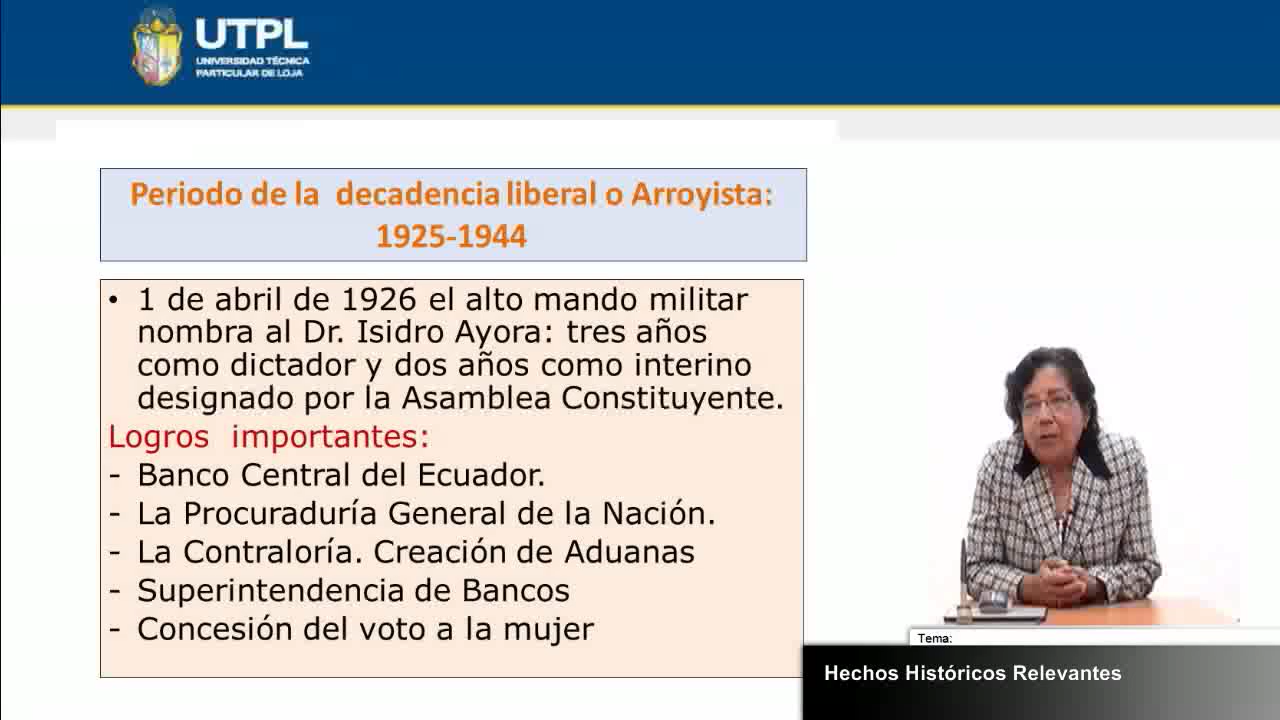 UTPL
UNIVERSIDAD TÉCNICA
PARTICULAR DE LOJA
Periodo de la decadencia liberal o Arroyista:
1925-1944
• 1 de abril de 1926 el alto mando militar
nombra al Dr. Isidro Ayora: tres años
como dictador y dos años como interino
designado por la Asamblea Constituyente.
Logros importantes:
- Banco Central del Ecuador.
- La Procuraduría General de la Nación.
- La Contraloría. Creación de Aduanas
- Superintendencia de Bancos
- Concesión del voto a la mujer
Tema:
Hechos Históricos Relevantes